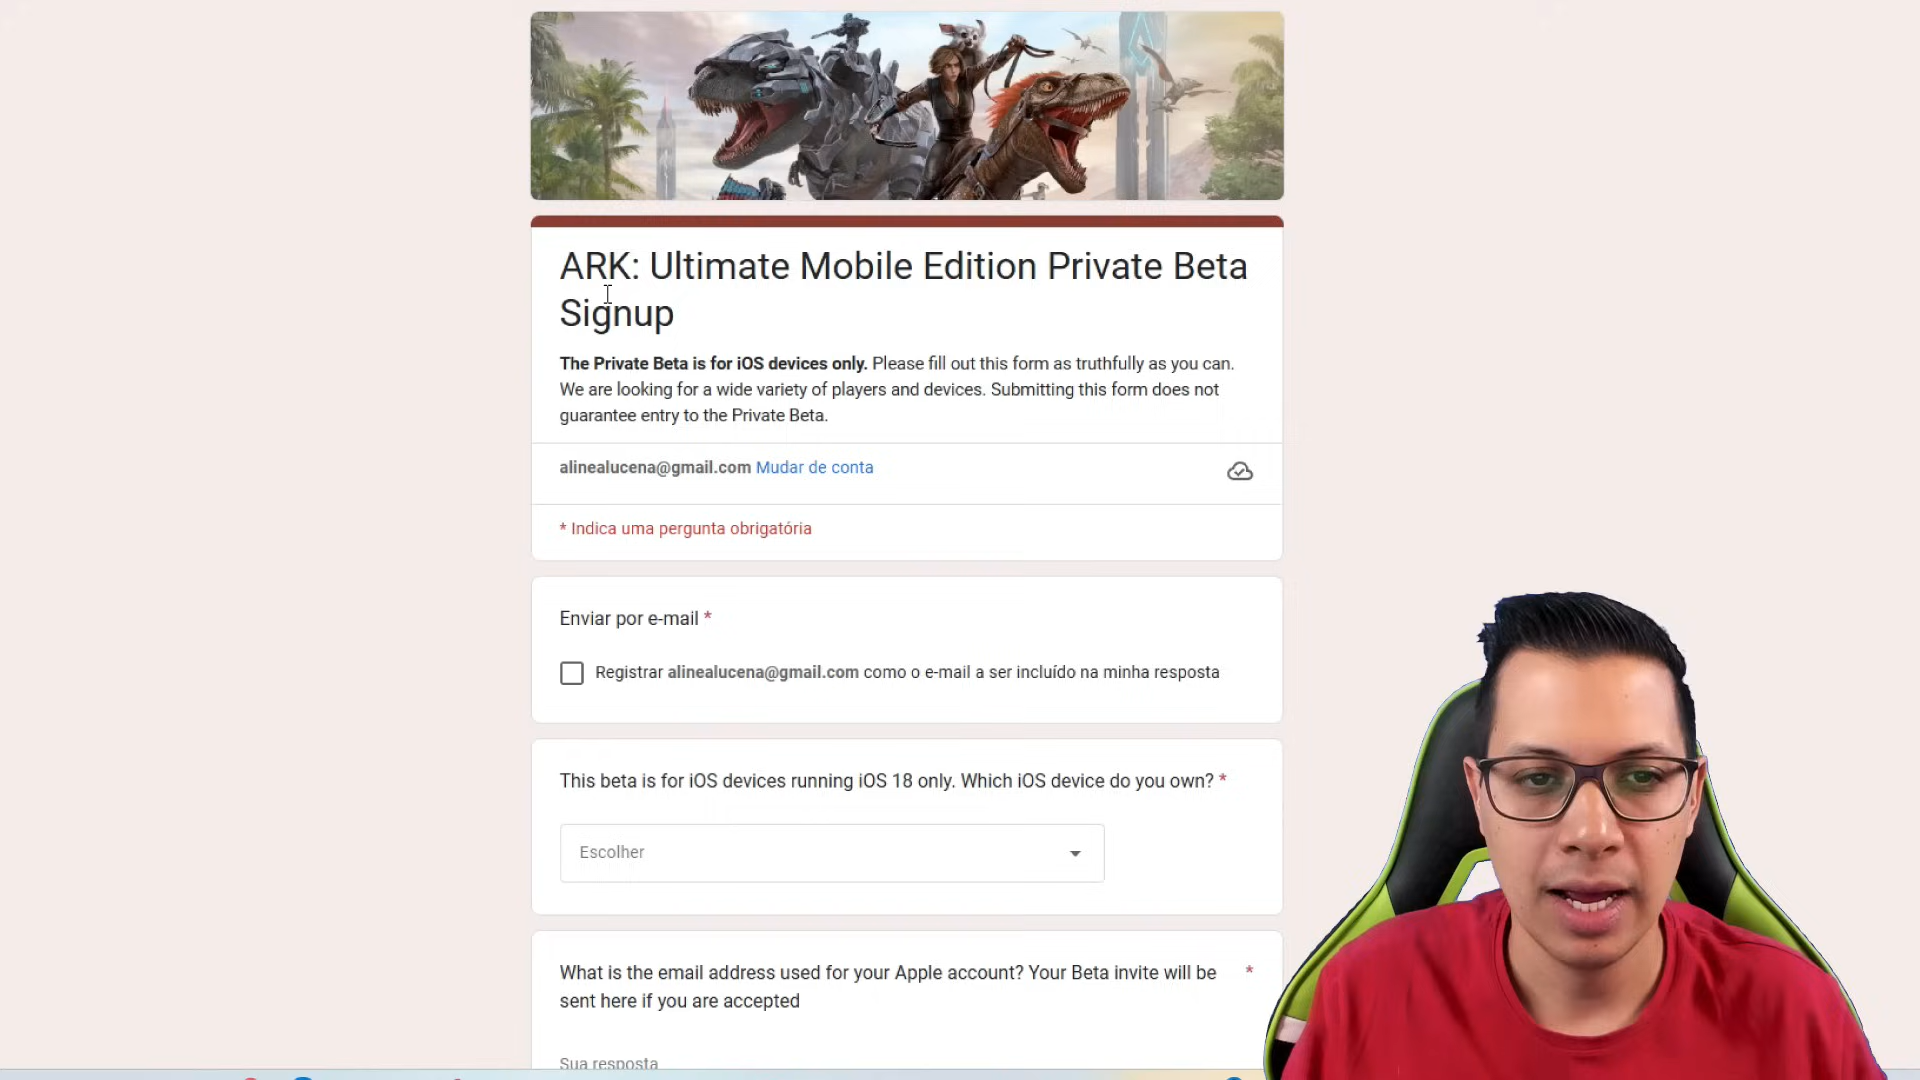 ARK: Ultimate Mobile Edition Private Beta
Signup
The Private Beta is for iOS devices only. Please fill out this form as truthfully as you can.
We are looking for a wide variety of players and devices. Submitting this form does not
guarantee entry to the Private Beta.
alinealucena@gmail.com Mudar de conta
* Indica uma pergunta obrigatória
Enviar por e-mail *
Registrar alinealucena@gmail.com como o e-mail a ser incluído na minha resposta
This beta is for iOS devices running iOS 18 only. Which iOS device do you own? *
Escolher
What is the email address used for your Apple account? Your Beta invite will be *
sent here if you are accepted
Sua resposta